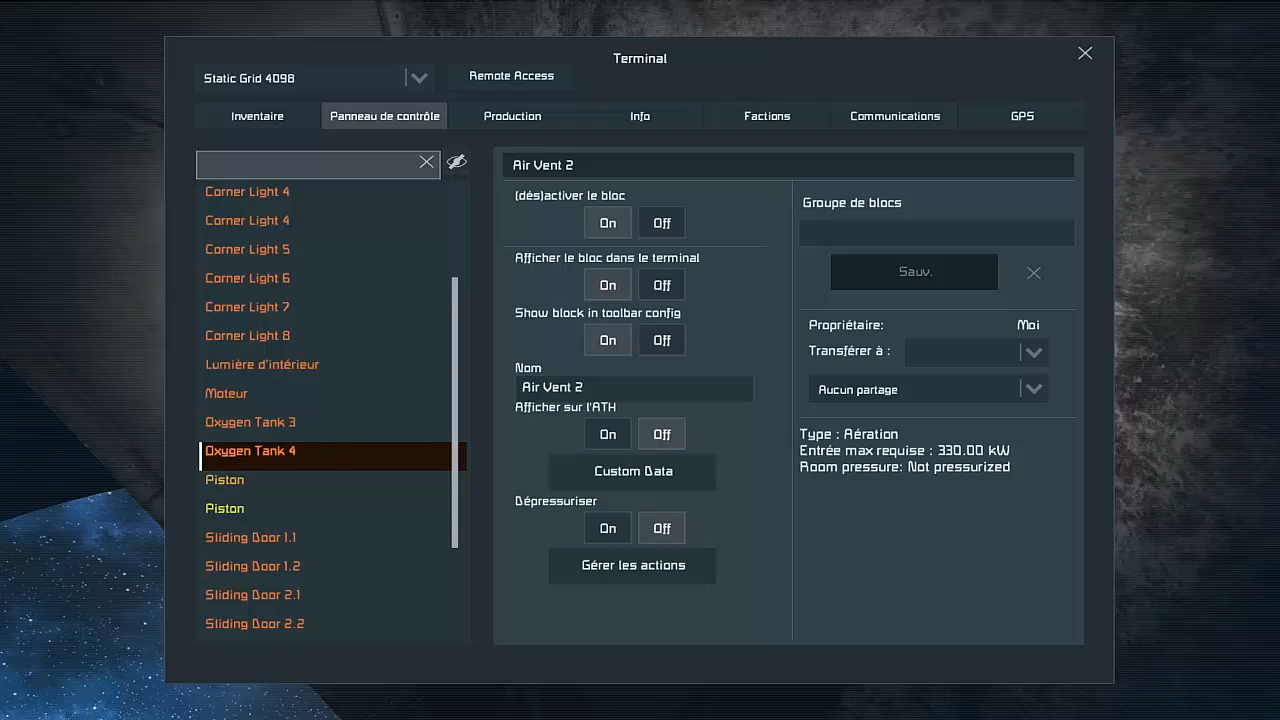 Terminal
Static Grid 4098
Remote Access
Inventaire
Panneau de contrôle
Production
Info
Factions
Communications
GPS
Corner Light 4
Corner Light 4
Corner Light 5
Corner Light 6
Corner Light 7
Corner Light 8
Lumière d'intérieur
Moteur
Oxygen Tank 3
Oxygen Tank 4
Piston
Piston
Sliding Door 1.1
Sliding Door 1.2
Sliding Door 2.1
Sliding Door 2.2
Air Vent 2
(dés)activer le bloc
On Off
Afficher le bloc dans le terminal
On Off
Show block in toolbar config
On Off
Nom
Air Vent 2
Afficher sur l'ATH
On Off
Custom Data
Dépressuriser
On Off
Gérer les actions
Groupe de blocs
Sauv.
Propriétaire: Moi
Transférer à :
Aucun partage
Type : Aération
Entrée max requise : 330.00 kW
Room pressure: Not pressurized